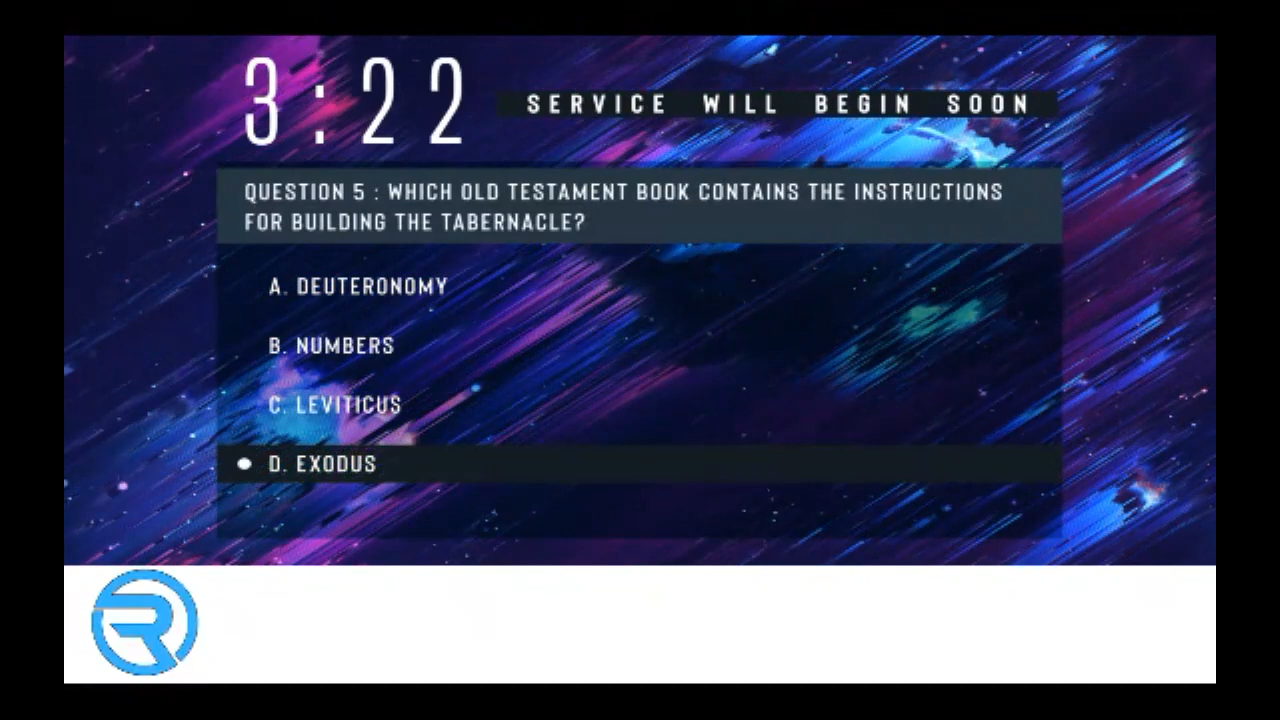 3:22
SERVICE WILL BEGIN SOON
QUESTION 5 : WHICH OLD TESTAMENT BOOK CONTAINS THE INSTRUCTIONS
FOR BUILDING THE TABERNACLE?
A. DEUTERONOMY
B. NUMBERS
C. LEVITICUS
D. EXODUS
R